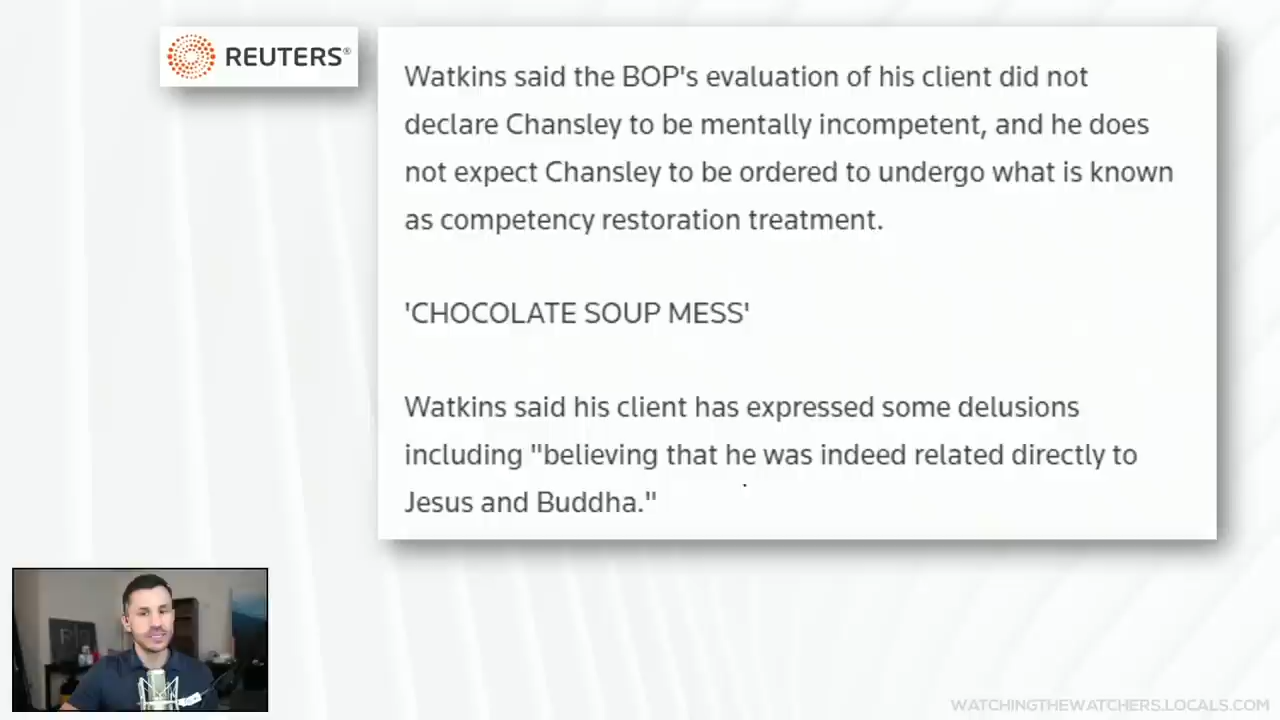 REUTERS®
Watkins said the BOP's evaluation of his client did not
declare Chansley to be mentally incompetent, and he does
not expect Chansley to be ordered to undergo what is known
as competency restoration treatment.
'CHOCOLATE SOUP MESS'
Watkins said his client has expressed some delusions
including "believing that he was indeed related directly to
Jesus and Buddha."
WATCHINGTHEWATCHERS.LOCALS.COM